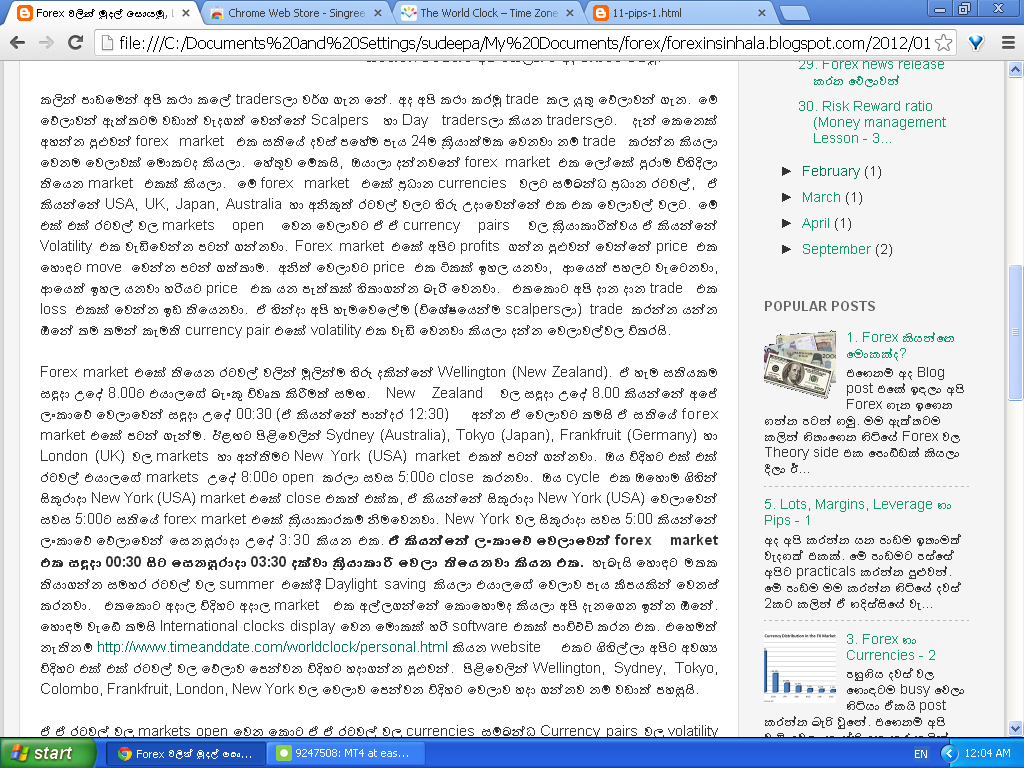 Forex වලින් මුදල් සොයමු, L
Chrome Web Store - Singree
The World Clock – Time Zone
11-pips-1.html
file:///C:/Documents%20and%20Settings/sudeepa/My%20Documents/forex/forexinsinhala.blogspot.com/2012/01
කලින් පාඩමෙන් අපි කථා කලේ tradersලා වර්ග ගැන නේ. අද අපි කථා කරමු trade කල යුතු වේලාවන් ගැන. මේ
වේලාවන් ඇත්තටම වඩාත් වැදගත් වෙන්නේ Scalpers හා Day tradersලා කියන tradersලට. දැන් කෙනෙක්
අහන්න පුළුවන් forex market එක සතියේ දවස් පහේම පැය 24ම ක්‍රියාත්මක වෙනවා නම් trade කරන්න කියලා
වෙනම වේලාවක් මොකටද කියලා. හේතුව මේකයි, ඔයාලා දන්නවනේ forex market එක ලෝකේ පුරාම විහිදිලා
තියෙන market එකක් කියලා. මේ forex market එකේ ප්‍රධාන currencies වලට සම්බන්ධ ප්‍රධාන රටවල්, ඒ
කියන්නේ USA, UK, Japan, Australia හා අනිකුත් රටවල් වලට හිරු උදාවෙන්නේ එක එක වෙලාවල් වලට. මේ
එක් එක් රටවල් වල markets open වෙන වෙලාවට ඒ ඒ currency pairs වල ක්‍රියාකාරීත්වය ඒ කියන්නේ
Volatility එක වැඩිවෙන්න පටන් ගන්නවා. Forex market එකේ අපිට profits ගන්න පුළුවන් වෙන්නේ price එක
හොඳට move වෙන්න පටන් ගත්කාම. අනිත් වෙලාවට price එක ටිකක් ඉහල යනවා, ආයෙත් පහලට වැටෙනවා,
ආයෙත් ඉහල යනවා හරියට price එක යන පැත්තක් හිතාගන්න බැරි වෙනවා. එකකොට අපි දාන දාන trade එක
loss එකක් වෙන්න ඉඩ තියෙනවා. ඒ හින්දා අපි හැමවෙලේම (විශේෂයෙන්ම scalpersලා) trade කරන්න යන්න
ඕනේ තම තමන් කැමති currency pair එකේ volatility එක වැඩි වෙනවා කියලා දන්න වෙලාවල්වල විතරයි.
Forex market එකේ තියෙන රටවල් වලින් මුලින්ම හිරු දකින්නේ Wellington (New Zealand). ඒ හැම සතියකම
සඳුදා උදේ 8.00ට එයාලගේ බැංකු විවෘත කිරීමත් සමඟ. New Zealand වල සඳුදා උදේ 8.00 කියන්නේ අපේ
ලංකාවේ වෙලාවෙන් සඳුදා උදේ 00:30 (ඒ කියන්නේ පාන්දර 12:30) අන්න ඒ වෙලාවට තමයි ඒ සතියේ forex
market එකේ පටන් ගැන්ම. ඊළඟට පිළිවෙලින් Sydney (Australia), Tokyo (Japan), Frankfruit (Germany) හා
London (UK) වල markets හා අන්තිමට New York (USA) market එකත් පටන් ගන්නවා. ඔය විදිහට එක් එක්
රටවල් එයාලගේ markets උදේ 8:00ට open කරලා සවස 5:00ට close කරනවා. ඔය cycle එක ඔහොම ගිහින්
සිකුරාදා New York (USA) market එකේ close එකත් එක්ක, ඒ කියන්නේ සිකුරාදා New York (USA) වෙලාවෙන්
සවස 5:00ට සතියේ forex market එකේ ක්‍රියාකාරකම් නිමවෙනවා. New York වල සිකුරාදා සවස 5:00 කියන්නේ
ලංකාවේ වේලාවෙන් සෙනසුරාදා උදේ 3:30 කියන එක. ඒ කියන්නේ ලංකාවේ වේලාවෙන් forex market
එක සඳුදා 00:30 සිට සෙනසුරාදා 03:30 දක්වා ක්‍රියාකාරී වෙලා තියෙනවා කියන එක. හැබැයි හොඳට මතක
තියාගන්න සමහර රටවල් වල summer එකේදී Daylight saving කියලා එයාලගේ වෙලාව පැය කීපයකින් වෙනස්
කරනවා. එකකොට අදාල විදිහට අදාල market එක අල්ලගන්නේ කොහොමද කියලා අපි දැනගෙන ඉන්න ඕනේ.
හොඳම වැඩේ තමයි International clocks display වෙන මොකක් හරි software එකක් පාවිච්චි කරන එක. එහෙමත්
නැතිනම් http://www.timeanddate.com/worldclock/personal.html කියන website එකට ගිහිල්ලා අපිට අවශ්‍ය
විදිහට එක් එක් රටවල් වල වේලාව පෙන්වන විදිහට හදාගන්න පුළුවන්. පිළිවෙලින් Wellington, Sydney, Tokyo,
Colombo, Frankfruit, London, New York වල වෙලාව පෙන්වන විදිහට වෙලාව හදා ගන්නව නම් වඩාත් පහසුයි.
ඒ ඒ රටවල් වල markets open වෙන කොට ඒ ඒ රටවල් වල currencies සම්බන්ධ Currency pairs වල volatility
29. Forex news release
කරන වේලාවන්
30. Risk Reward ratio
(Money management
Lesson - 3...
► February (1)
► March (1)
► April (1)
► September (2)
POPULAR POSTS
1. Forex කියන්නෙ
මොකක්ද?
එහෙනම් අද Blog
post එකේ ඉඳලා අපි
Forex ගැන ඉගෙන
ගන්න පටන් ගමු. මම ඇත්තටම
කලින් හිතාගෙන හිටියේ Forex වල
Theory side එක පොඩ්ඩක් කියලා
දීලා ඊ...
5. Lots, Margins, Leverage හා
Pips - 1
අද අපි කරන්න යන පාඩම ඉතාමත්
වැදගත් එකක්. මේ පාඩමට පස්සේ
අපිට practicals කරන්න පුළුවන්.
මේ පාඩම මම කරන්න හිටියේ දවස්
2කට කලින් ඒ හදිස්සියේ වැ...
Currency Distribution in the FX Market
3. Forex හා
Currencies - 2
පහුගිය දවස් වල
හොඳටම busy වෙලා
හිටියා ඒකයි post
කරන්න බැරි වුනේ. එහෙනම් අපි
start
Forex වලින් මුදල් සො...
9247508: MT4 at eas...
EN
12:04 AM